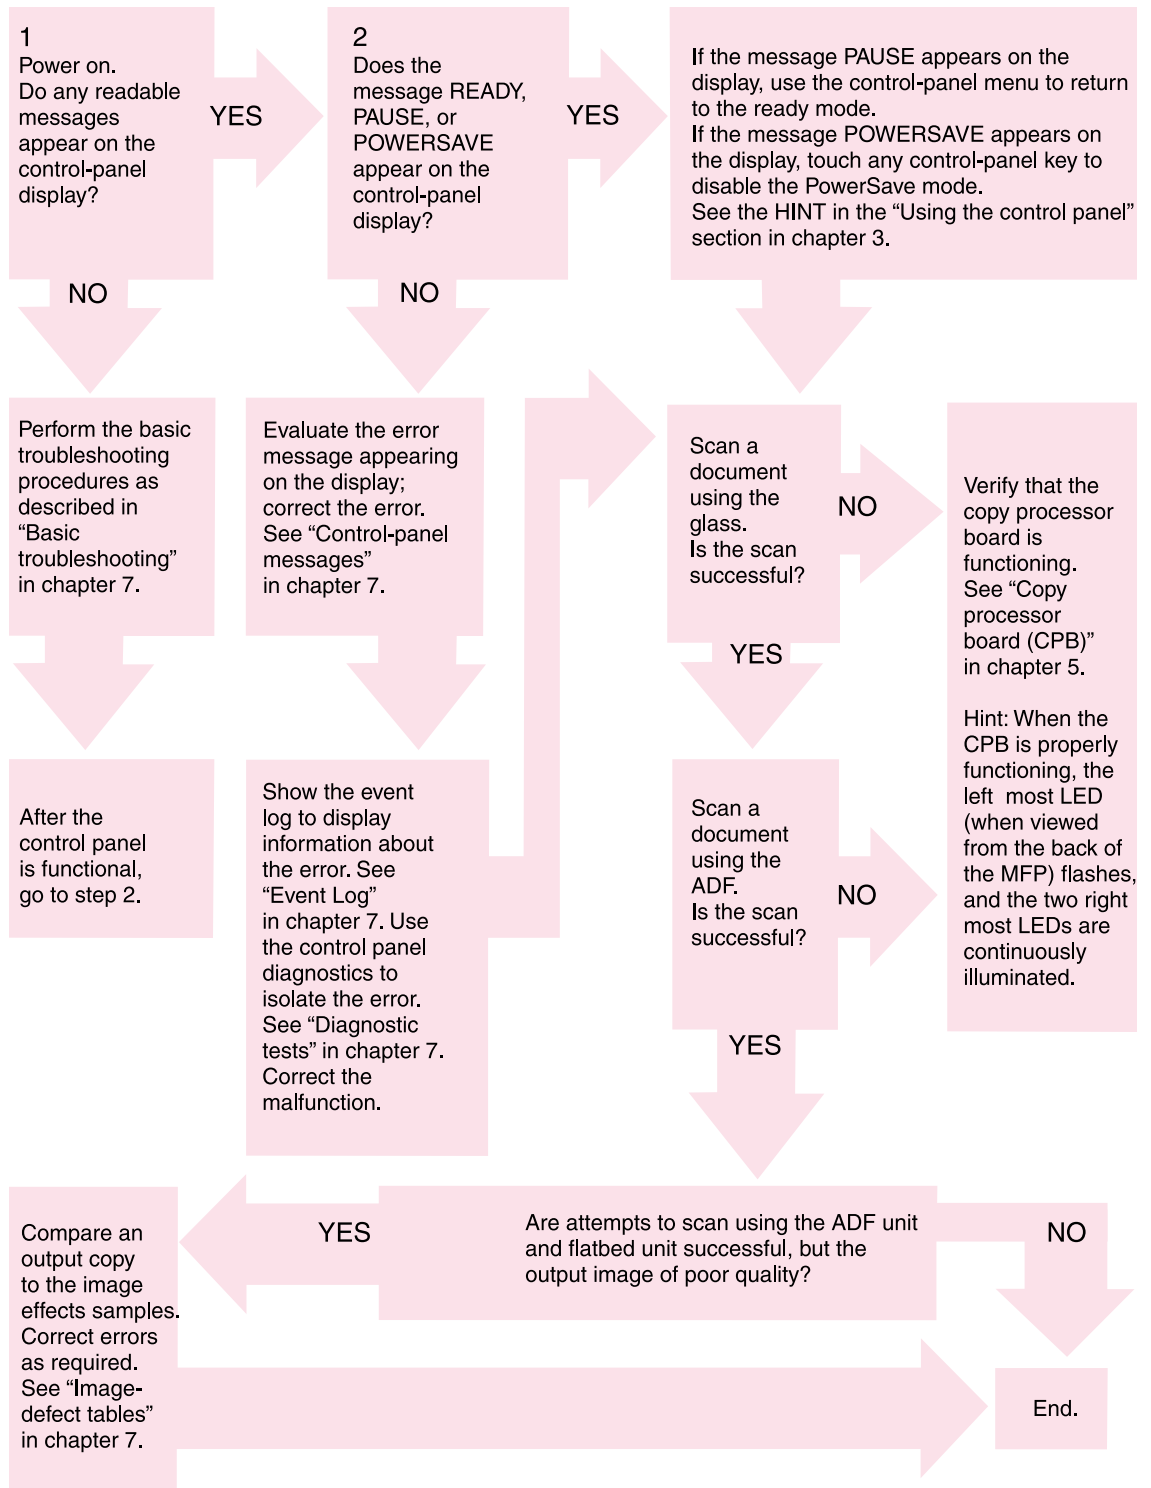 1
Power on.
Do any readable
messages
appear on the
control-panel
display?
YES
2
Does the
message READY,
PAUSE, or
POWERSAVE
appear on the
control-panel
display?
YES
If the message PAUSE appears on the
display, use the control-panel menu to return
to the ready mode.
If the message POWERSAVE appears on
the display, touch any control-panel key to
disable the PowerSave mode.
See the HINT in the “Using the control panel”
section in chapter 3.
NO
NO
Perform the basic
troubleshooting
procedures as
described in
“Basic
troubleshooting”
in chapter 7.
Evaluate the error
message appearing
on the display;
correct the error.
See “Control-panel
messages”
in chapter 7.
Scan a
document
using the
glass.
Is the scan
successful?
NO
Verify that the
copy processor
board is
functioning.
See “Copy
processor
board (CPB)”
in chapter 5.
Hint: When the
CPB is properly
functioning, the
left most LED
(when viewed
from the back of
the MFP) flashes,
and the two right
most LEDs are
continuously
illuminated.
YES
After the
control panel
is functional,
go to step 2.
Show the event
log to display
information about
the error. See
“Event Log”
in chapter 7. Use
the control panel
diagnostics to
isolate the error.
See “Diagnostic
tests” in chapter 7.
Correct the
malfunction.
Scan a
document
using the
ADF.
Is the scan
successful?
NO
YES
Compare an
output copy
to the image
effects samples.
Correct errors
as required.
See “Image-
defect tables”
in chapter 7.
YES
Are attempts to scan using the ADF unit
and flatbed unit successful, but the
output image of poor quality?
NO
End.